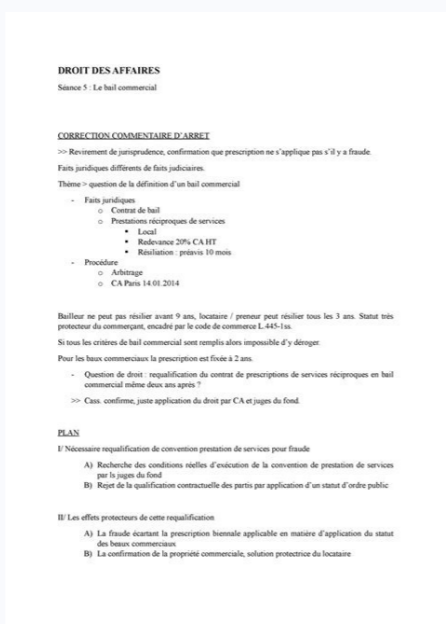 DROIT DES AFFAIRES
Séance 5 : Le bail commercial
CORRECTION COMMENTAIRE D'ARRET
>> Revirement de jurisprudence, confirmation que prescription ne s'applique pas s'il y a fraude.
Faits juridiques différents de faits judiciaires.
Thème > question de la définition d'un bail commercial
- Faits juridiques
o Contrat de bail
o Prestations réciproques de services
▪ Local
▪ Redevance 20% CA HT
▪ Résiliation : préavis 10 mois
- Procédure
o Arbitrage
o CA Paris 14.01.2014
Bailleur ne peut pas résilier avant 9 ans, locataire / preneur peut résilier tous les 3 ans. Statut très
protecteur du commerçant, encadré par le code de commerce L.445-1ss.
Si tous les critères de bail commercial sont remplis alors impossible d'y déroger.
Pour les baux commerciaux la prescription est fixée à 2 ans.
- Question de droit : requalification du contrat de prescriptions de services réciproques en bail
commercial même deux ans après ?
>> Cass. confirme, juste application du droit par CA et juges du fond.
PLAN
I/ Nécessaire requalification de convention prestation de services pour fraude
A) Recherche des conditions réelles d'exécution de la convention de prestation de services
par ls juges du fond
B) Rejet de la qualification contractuelle des partis par application d'un statut d'ordre public
II/ Les effets protecteurs de cette requalification
A) La fraude écartant la prescription biennale applicable en matière d'application du statut
des beaux commerciaux
B) La confirmation de la propriété commerciale, solution protectrice du locataire